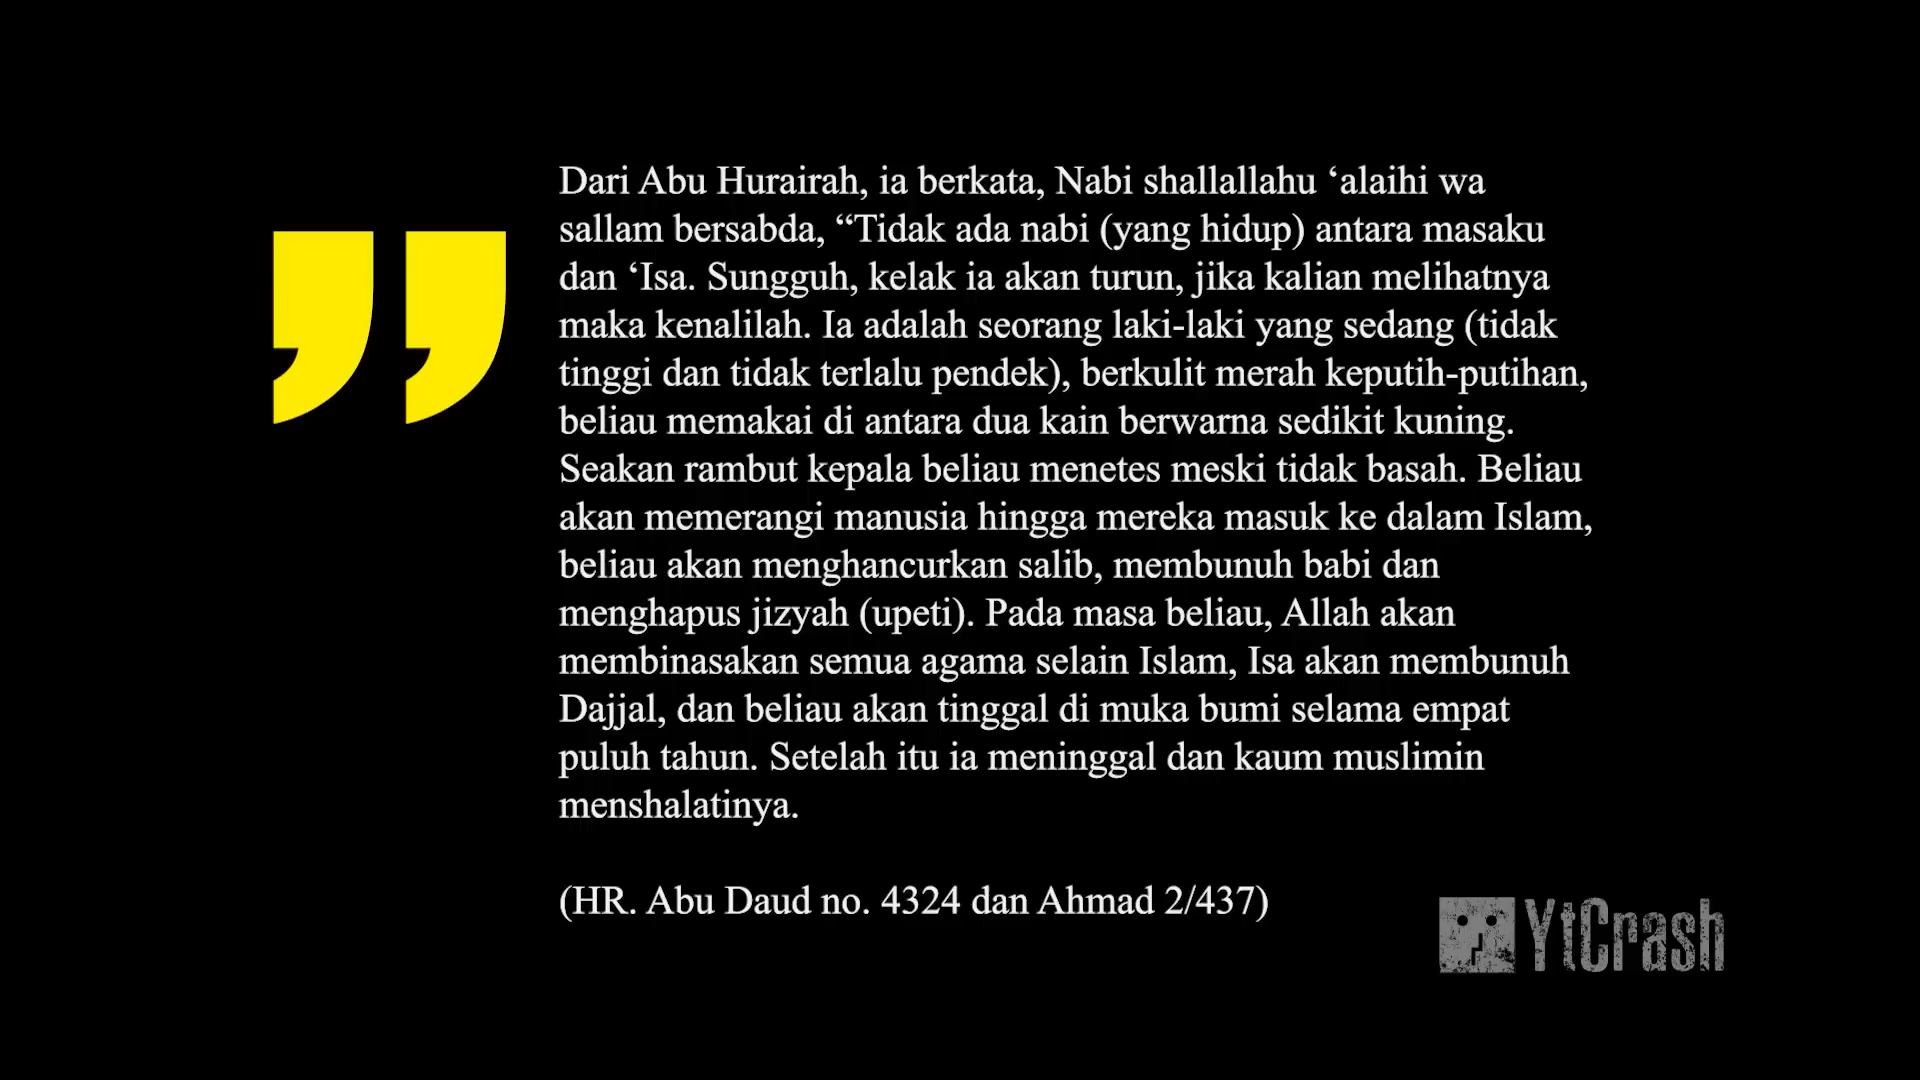 Dari Abu Hurairah, ia berkata, Nabi shallallahu ‘alaihi wa
sallam bersabda, “Tidak ada nabi (yang hidup) antara masaku
dan ‘Isa. Sungguh, kelak ia akan turun, jika kalian melihatnya
maka kenalilah. Ia adalah seorang laki-laki yang sedang (tidak
tinggi dan tidak terlalu pendek), berkulit merah keputih-putihan,
beliau memakai di antara dua kain berwarna sedikit kuning.
Seakan rambut kepala beliau menetes meski tidak basah. Beliau
akan memerangi manusia hingga mereka masuk ke dalam Islam,
beliau akan menghancurkan salib, membunuh babi dan
menghapus jizyah (upeti). Pada masa beliau, Allah akan
membinasakan semua agama selain Islam, Isa akan membunuh
Dajjal, dan beliau akan tinggal di muka bumi selama empat
puluh tahun. Setelah itu ia meninggal dan kaum muslimin
menshalatinya.
(HR. Abu Daud no. 4324 dan Ahmad 2/437)
YtCrash